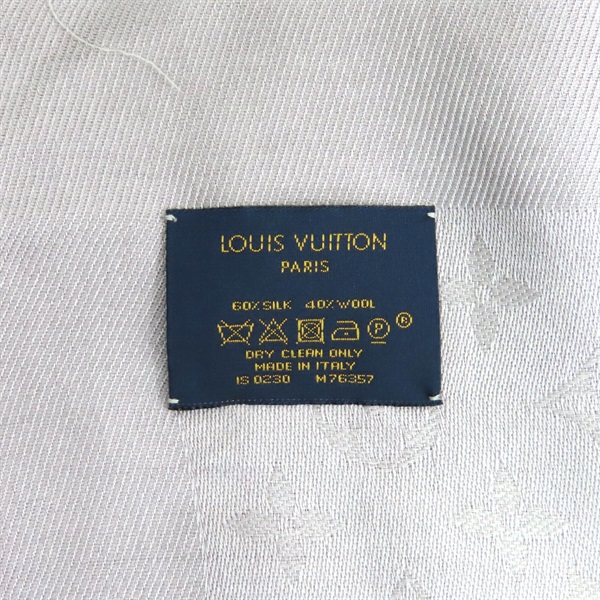 LOUIS VUITTON
PARIS
60% SILK 40% WOOL
P ®
DRY CLEAN ONLY
MADE IN ITALY
IS 0230 M76357